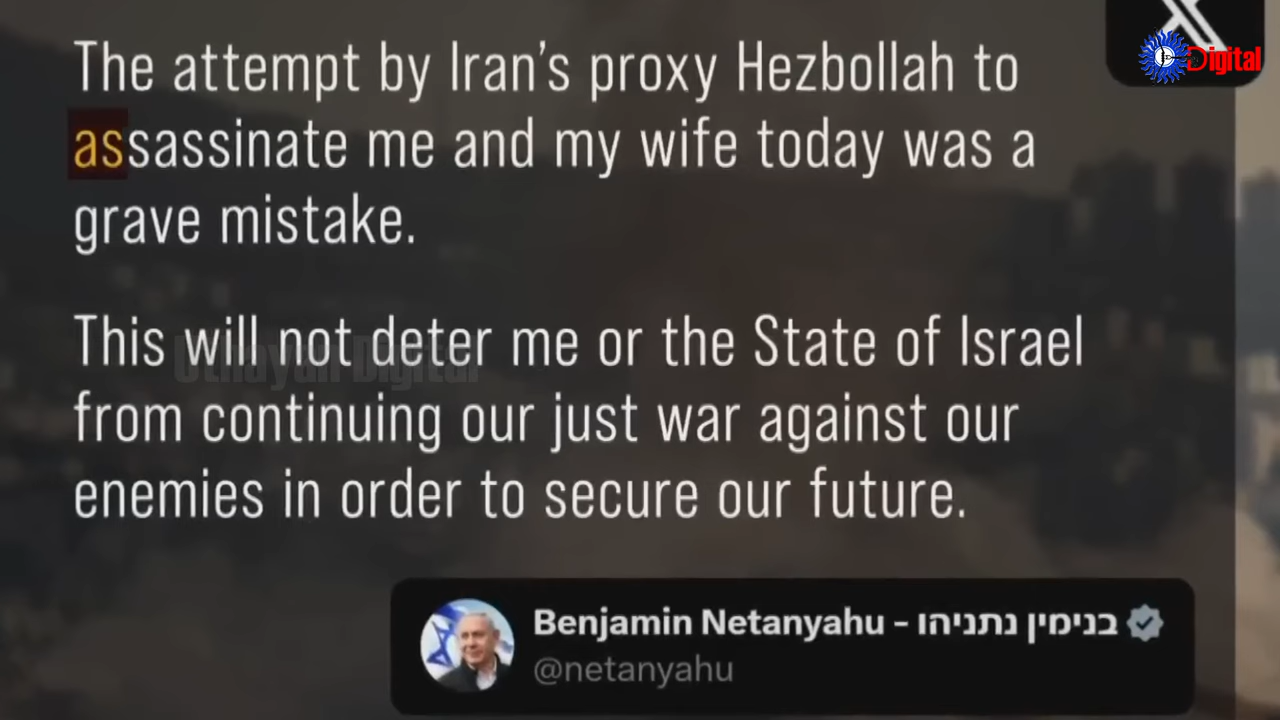 Digital
The attempt by Iran's proxy Hezbollah to
assassinate me and my wife today was a
grave mistake.
This will not deter me or the State of Israel
Uthayan Digital
from continuing our just war against our
enemies in order to secure our future.
Benjamin Netanyahu - בנימין נתניהו
@netanyahu